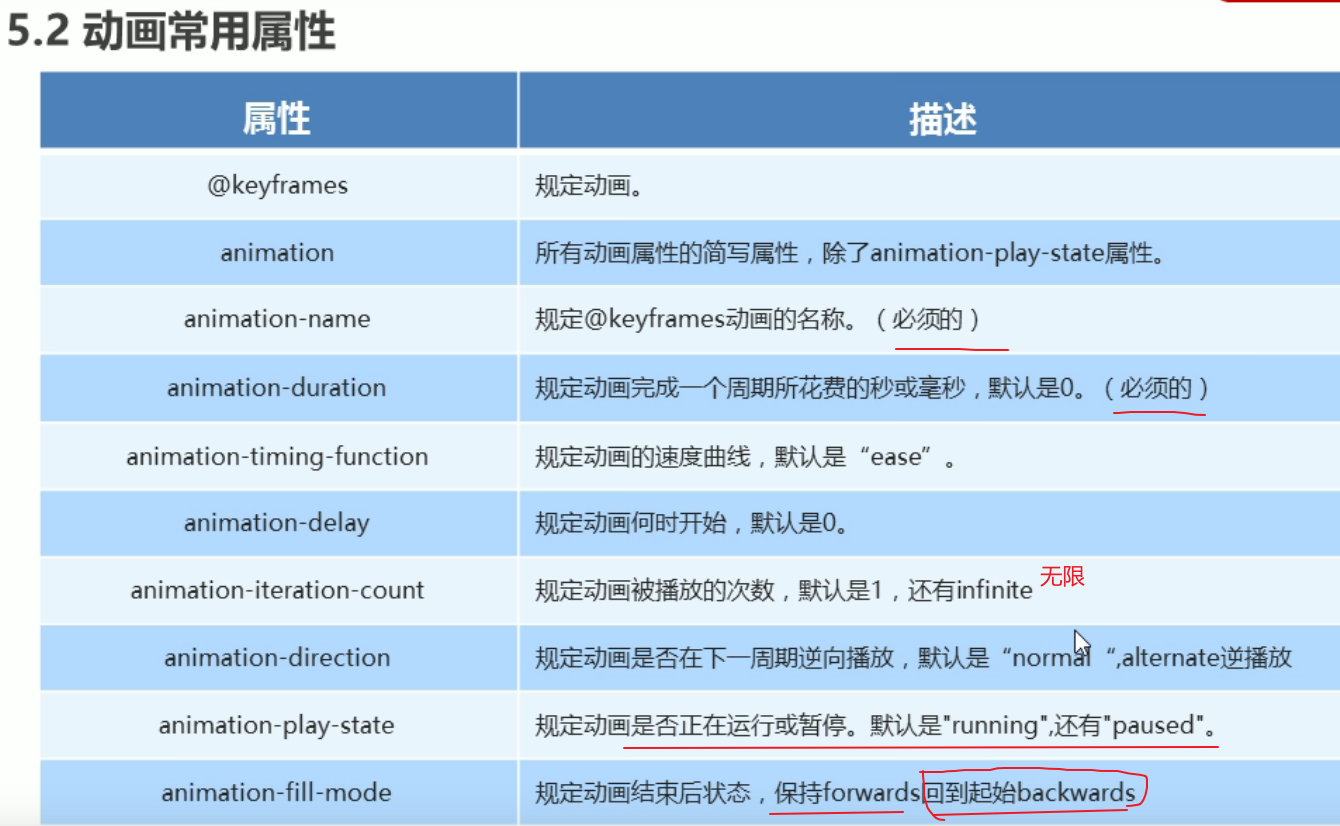 5.2 动画常用属性
属性 描述
@keyframes 规定动画。
animation 所有动画属性的简写属性，除了animation-play-state属性。
animation-name 规定@keyframes动画的名称。（必须的）
animation-duration 规定动画完成一个周期所花费的秒或毫秒，默认是0。（必须的）
animation-timing-function 规定动画的速度曲线，默认是“ease”。
animation-delay 规定动画何时开始，默认是0。
animation-iteration-count 规定动画被播放的次数，默认是1，还有infinite 无限
animation-direction 规定动画是否在下一周期逆向播放，默认是“normal “,alternate逆播放
animation-play-state 规定动画是否正在运行或暂停。默认是"running",还有"paused"。
animation-fill-mode 规定动画结束后状态，保持forwards回到起始backwards